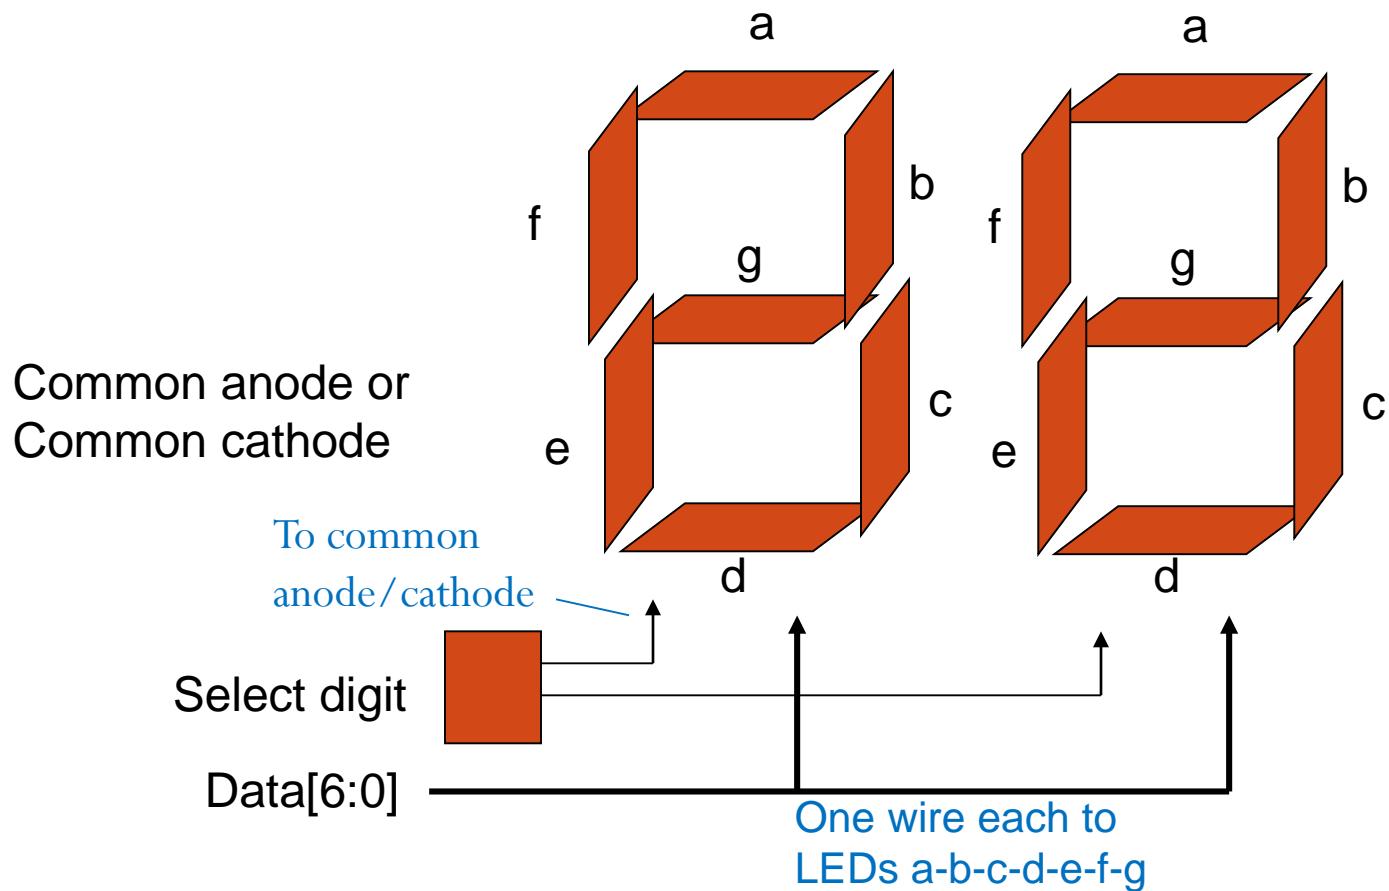 a
a
b
b
f
f
g
g
Common anode or
Common cathode
c
c
e
e
To common
anode/cathode
d
d
Select digit
Data[6:0]
One wire each to
LEDs a-b-c-d-e-f-g